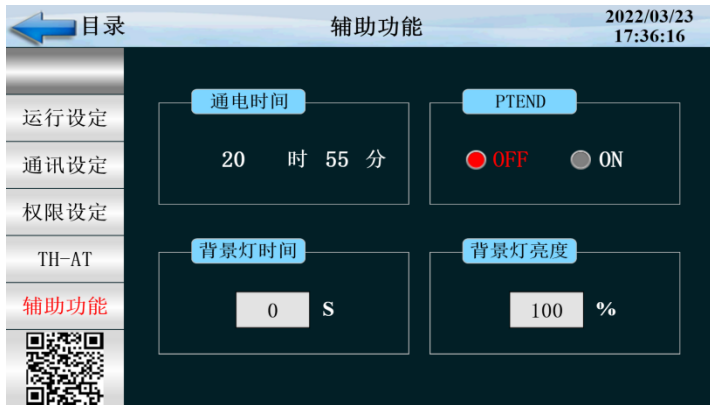 目录
辅助功能
2022/03/23
17:36:16
运行设定
通讯设定
权限设定
TH-AT
辅助功能
通电时间
20 时 55 分
PTEND
OFF ON
背景灯时间
0 S
背景灯亮度
100 %